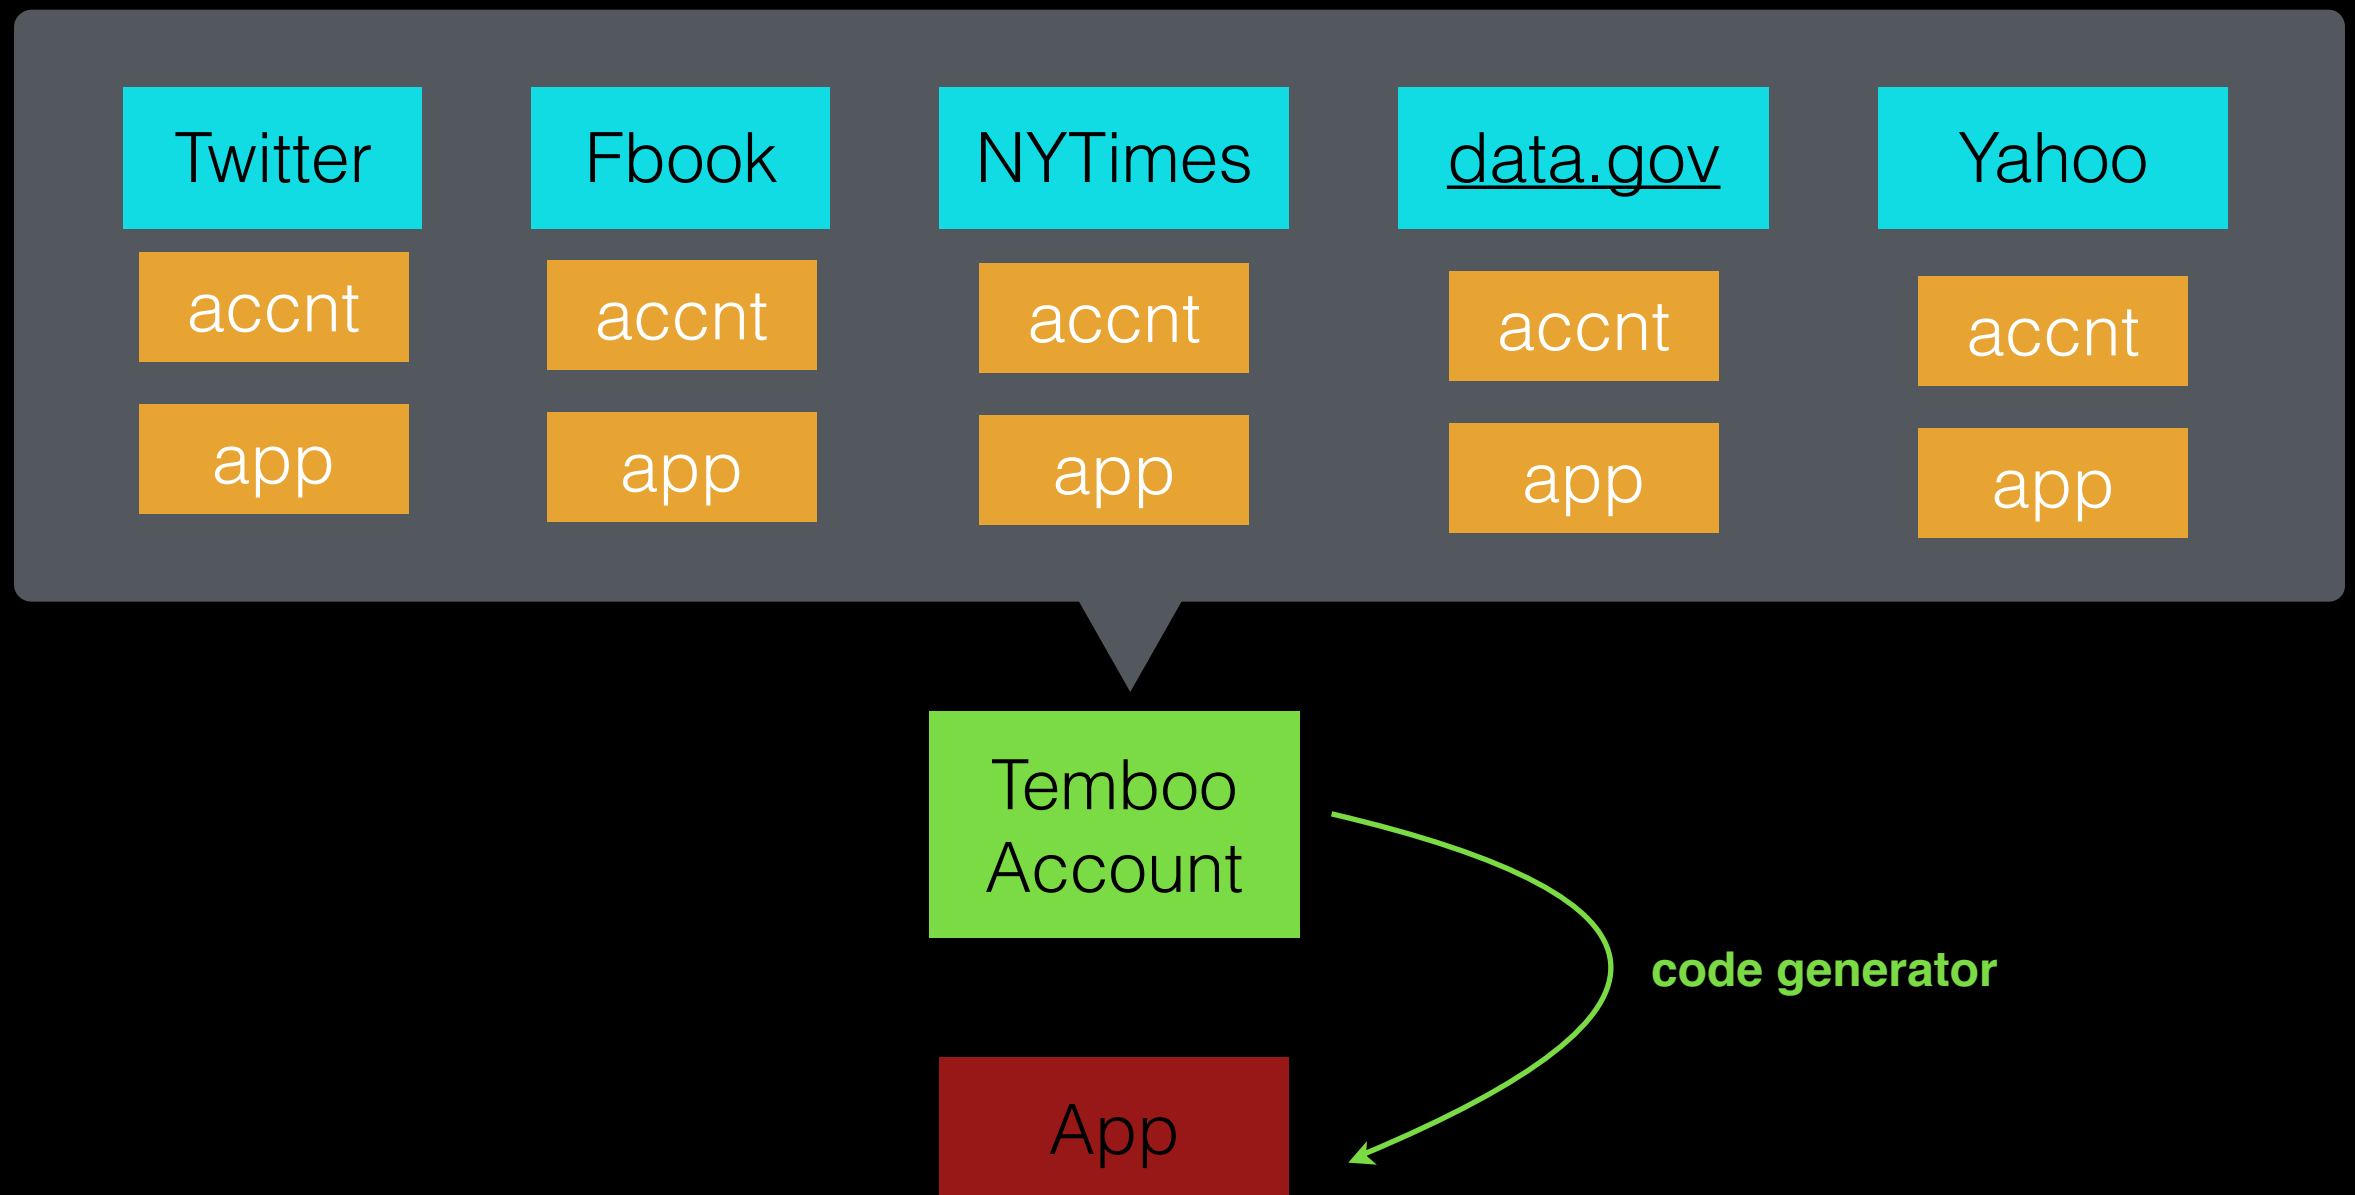 Twitter
Fbook
NYTimes
data.gov
Yahoo
accnt
accnt
accnt
accnt
accnt
app
app
app
app
app
Temboo
Account
code generator
App